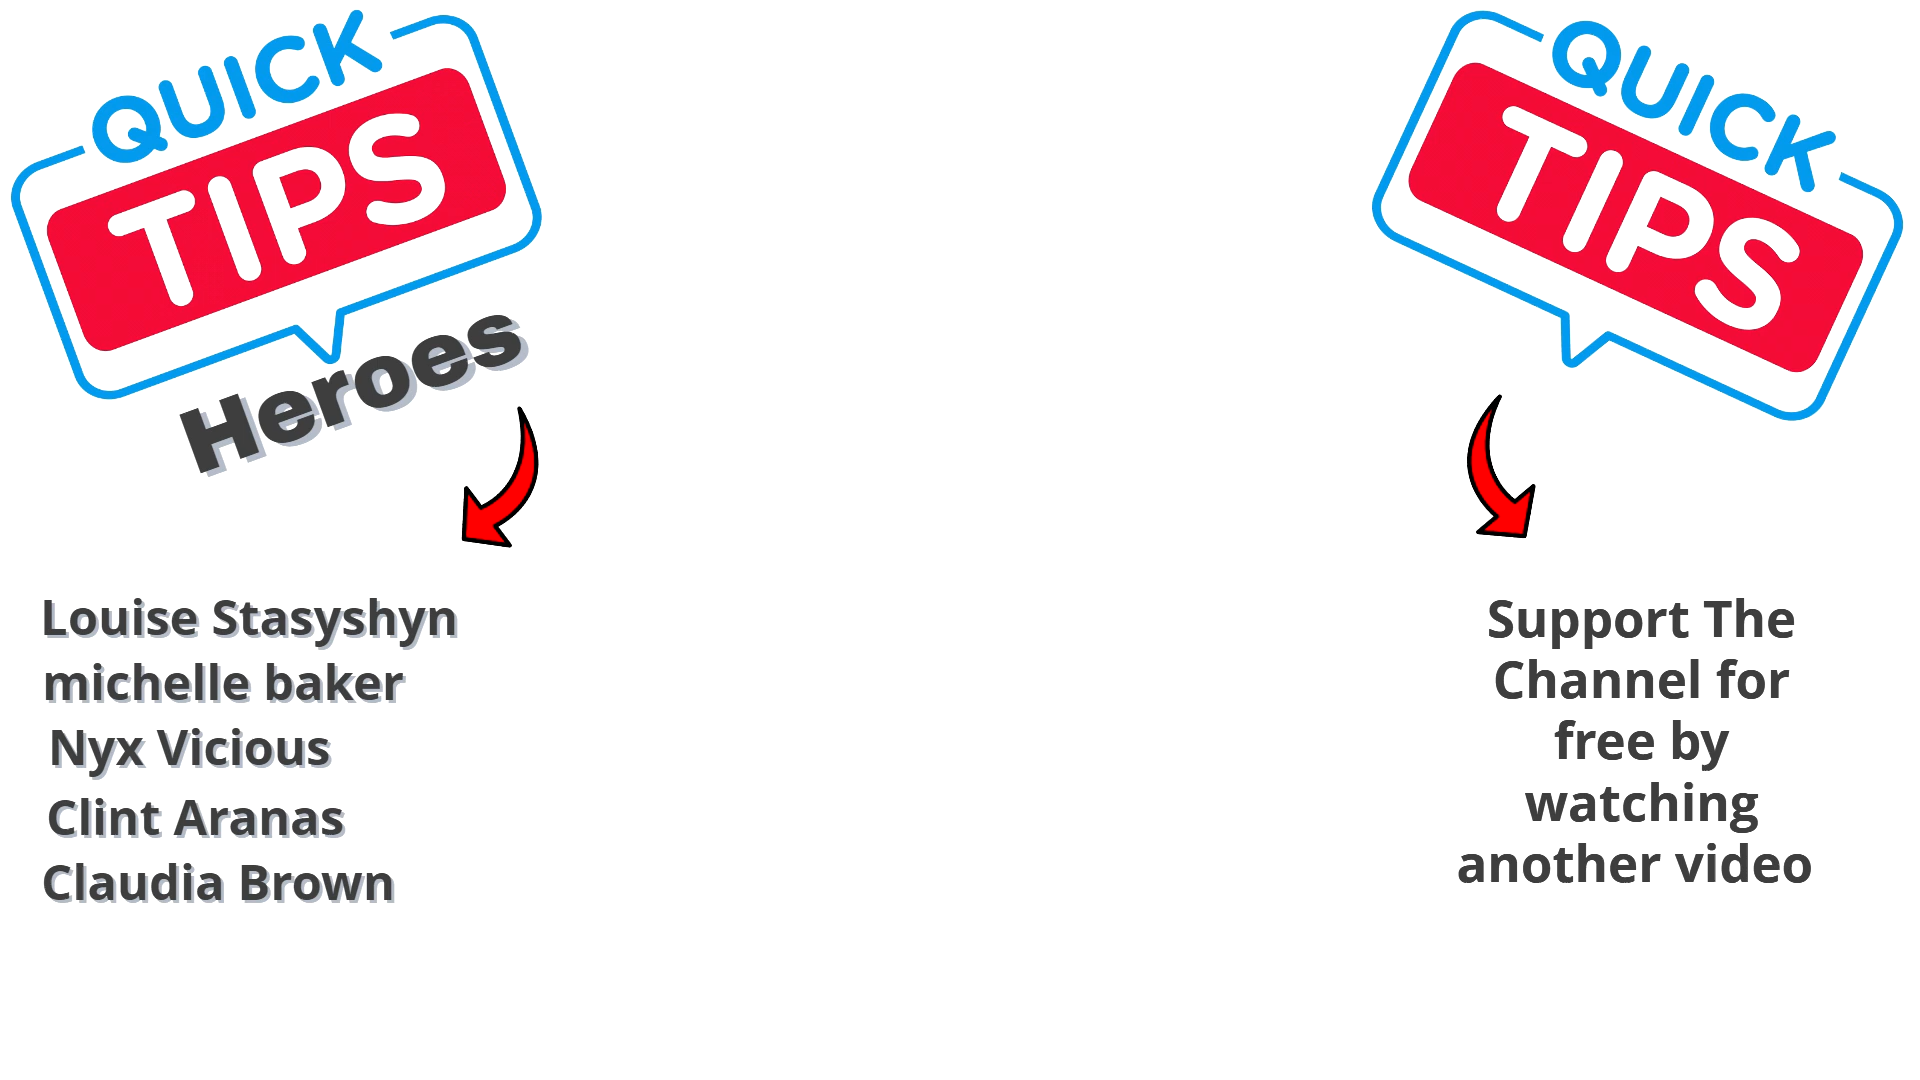 QUICK
TIPS
Heroes
Louise Stasyshyn
michelle baker
Nyx Vicious
Clint Aranas
Claudia Brown
QUICK
TIPS
Support The
Channel for
free by
watching
another video